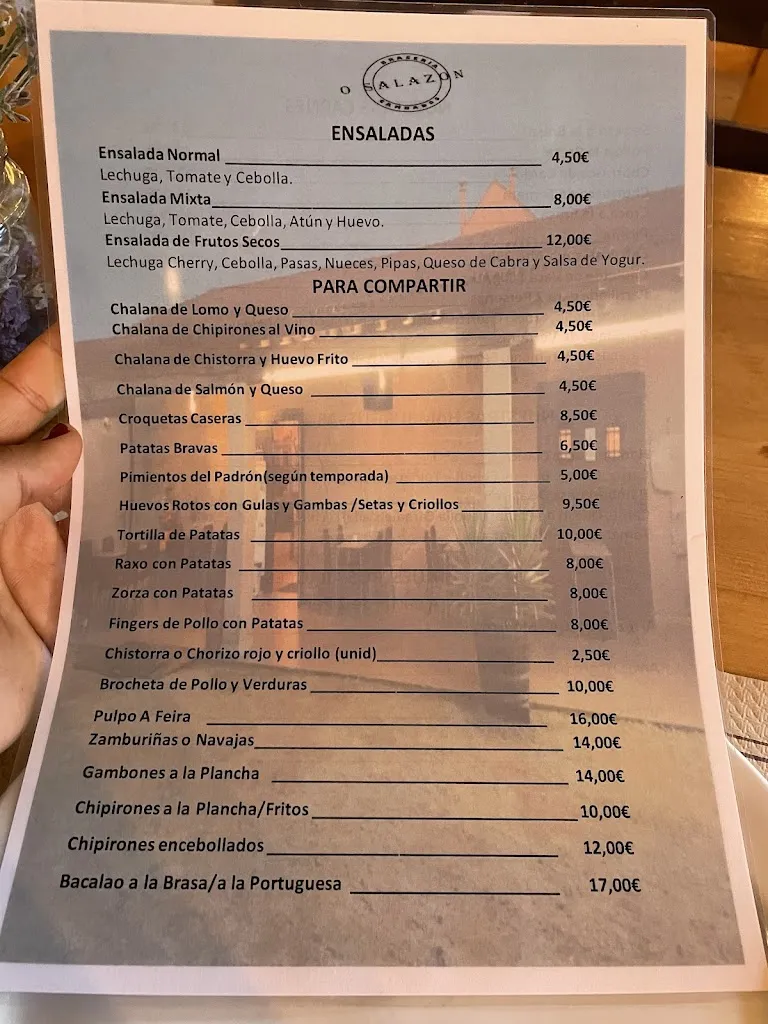 BRASERIA
O SALAZON
CAMBADOS
ENSALADAS
Ensalada Normal 4,50€
Lechuga, Tomate y Cebolla.
Ensalada Mixta 8,00€
Lechuga, Tomate, Cebolla, Atún y Huevo.
Ensalada de Frutos Secos 12,00€
Lechuga Cherry, Cebolla, Pasas, Nueces, Pipas, Queso de Cabra y Salsa de Yogur.
PARA COMPARTIR
Chalana de Lomo y Queso 4,50€
Chalana de Chipirones al Vino 4,50€
Chalana de Chistorra y Huevo Frito 4,50€
Chalana de Salmón y Queso 4,50€
Croquetas Caseras 8,50€
Patatas Bravas 6,50€
Pimientos del Padrón(según temporada) 5,00€
Huevos Rotos con Gulas y Gambas /Setas y Criollos 9,50€
Tortilla de Patatas 10,00€
Raxo con Patatas 8,00€
Zorza con Patatas 8,00€
Fingers de Pollo con Patatas 8,00€
Chistorra o Chorizo rojo y criollo (unid) 2,50€
Brocheta de Pollo y Verduras 10,00€
Pulpo A Feira 16,00€
Zamburiñas o Navajas 14,00€
Gambones a la Plancha 14,00€
Chipirones a la Plancha/Fritos 10,00€
Chipirones encebollados 12,00€
Bacalao a la Brasa/a la Portuguesa 17,00€